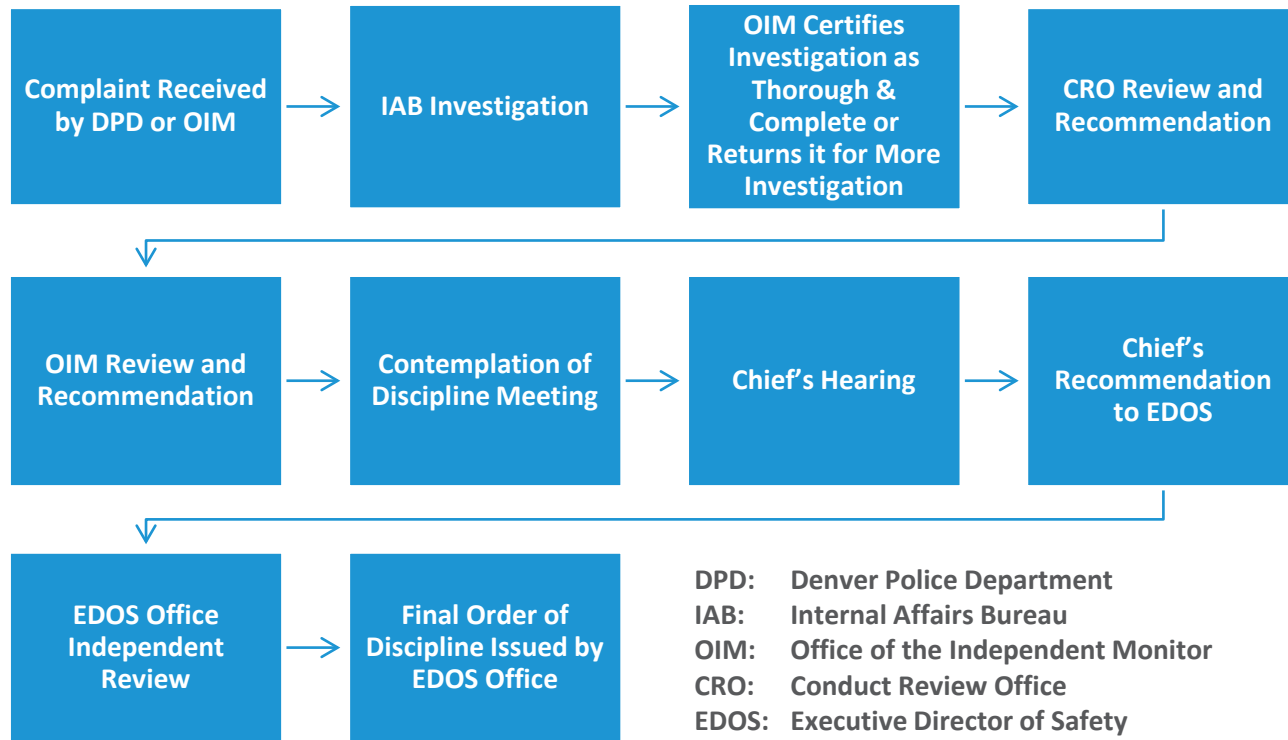 Complaint Received
by DPD or OIM
IAB Investigation
OIM Certifies
Investigation as
Thorough &
Complete or
Returns it for More
Investigation
CRO Review and
Recommendation
OIM Review and
Recommendation
Contemplation of
Discipline Meeting
Chief’s Hearing
Chief’s
Recommendation
to EDOS
EDOS Office
Independent
Review
Final Order of
Discipline Issued by
EDOS Office
DPD: Denver Police Department
IAB: Internal Affairs Bureau
OIM: Office of the Independent Monitor
CRO: Conduct Review Office
EDOS: Executive Director of Safety